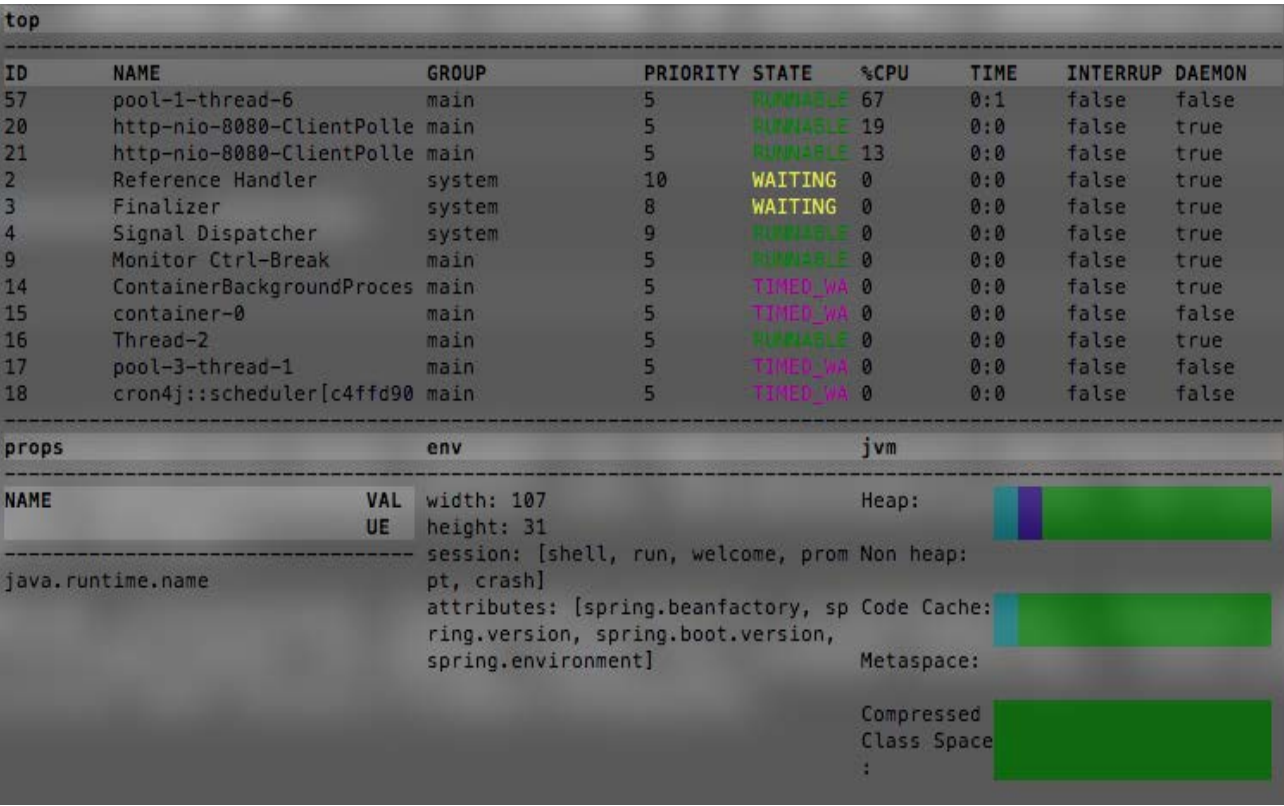 top
ID NAME GROUP PRIORITY STATE %CPU TIME INTERRUP DAEMON
57 pool-1-thread-6 main 5 RUNNABLE 67 0:1 false false
20 http-nio-8080-ClientPolle main 5 RUNNABLE 19 0:0 false true
21 http-nio-8080-ClientPolle main 5 RUNNABLE 13 0:0 false true
2 Reference Handler system 10 WAITING 0 0:0 false true
3 Finalizer system 8 WAITING 0 0:0 false true
4 Signal Dispatcher system 9 RUNNABLE 0 0:0 false true
9 Monitor Ctrl-Break main 5 RUNNABLE 0 0:0 false true
14 ContainerBackgroundProces main 5 TIMED_WA 0 0:0 false true
15 container-0 main 5 TIMED_WA 0 0:0 false false
16 Thread-2 main 5 RUNNABLE 0 0:0 false true
17 pool-3-thread-1 main 5 TIMED_WA 0 0:0 false false
18 cron4j::scheduler[c4ffd90 main 5 TIMED_WA 0 0:0 false false
props env jvm
NAME VAL width: 107 Heap:
UE height: 31
session: [shell, run, welcome, prom Non heap:
java.runtime.name pt, crash]
attributes: [spring.beanfactory, sp Code Cache:
ring.version, spring.boot.version,
spring.environment] Metaspace:
Compressed
Class Space
: